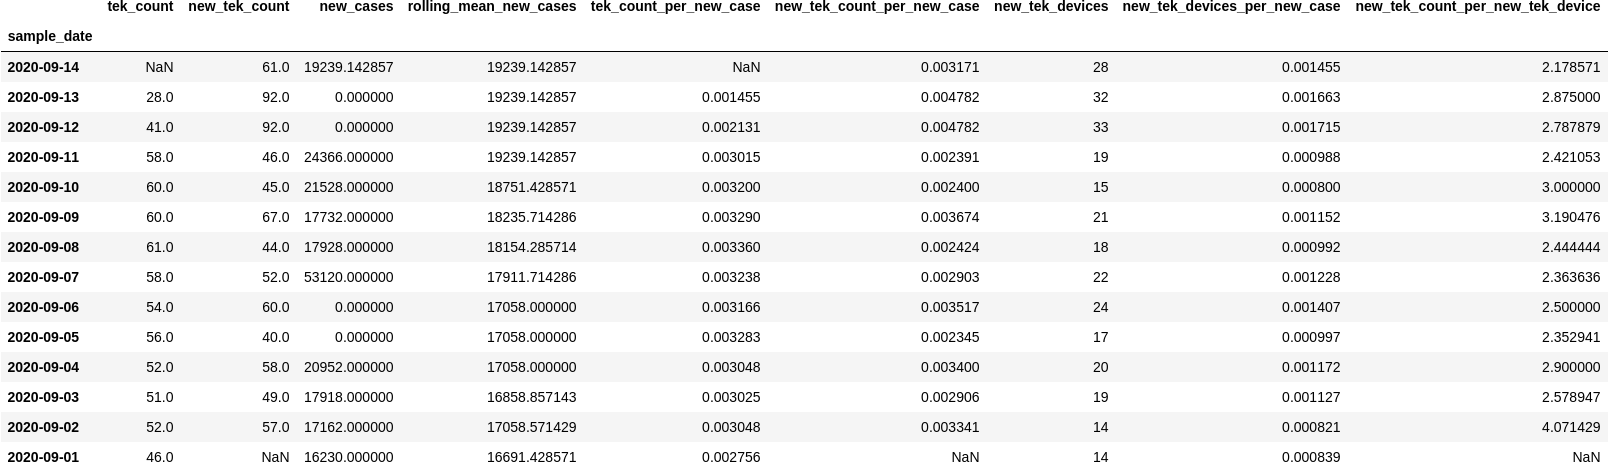 tek_count new_tek_count new_cases rolling_mean_new_cases tek_count_per_new_case new_tek_count_per_new_case new_tek_devices new_tek_devices_per_new_case new_tek_count_per_new_tek_device
sample_date
2020-09-14 NaN 61.0 19239.142857 19239.142857 NaN 0.003171 28 0.001455 2.178571
2020-09-13 28.0 92.0 0.000000 19239.142857 0.001455 0.004782 32 0.001663 2.875000
2020-09-12 41.0 92.0 0.000000 19239.142857 0.002131 0.004782 33 0.001715 2.787879
2020-09-11 58.0 46.0 24366.000000 19239.142857 0.003015 0.002391 19 0.000988 2.421053
2020-09-10 60.0 45.0 21528.000000 18751.428571 0.003200 0.002400 15 0.000800 3.000000
2020-09-09 60.0 67.0 17732.000000 18235.714286 0.003290 0.003674 21 0.001152 3.190476
2020-09-08 61.0 44.0 17928.000000 18154.285714 0.003360 0.002424 18 0.000992 2.444444
2020-09-07 58.0 52.0 53120.000000 17911.714286 0.003238 0.002903 22 0.001228 2.363636
2020-09-06 54.0 60.0 0.000000 17058.000000 0.003166 0.003517 24 0.001407 2.500000
2020-09-05 56.0 40.0 0.000000 17058.000000 0.003283 0.002345 17 0.000997 2.352941
2020-09-04 52.0 58.0 20952.000000 17058.000000 0.003048 0.003400 20 0.001172 2.900000
2020-09-03 51.0 49.0 17918.000000 16858.857143 0.003025 0.002906 19 0.001127 2.578947
2020-09-02 52.0 57.0 17162.000000 17058.571429 0.003048 0.003341 14 0.000821 4.071429
2020-09-01 46.0 NaN 16230.000000 16691.428571 0.002756 NaN 14 0.000839 NaN